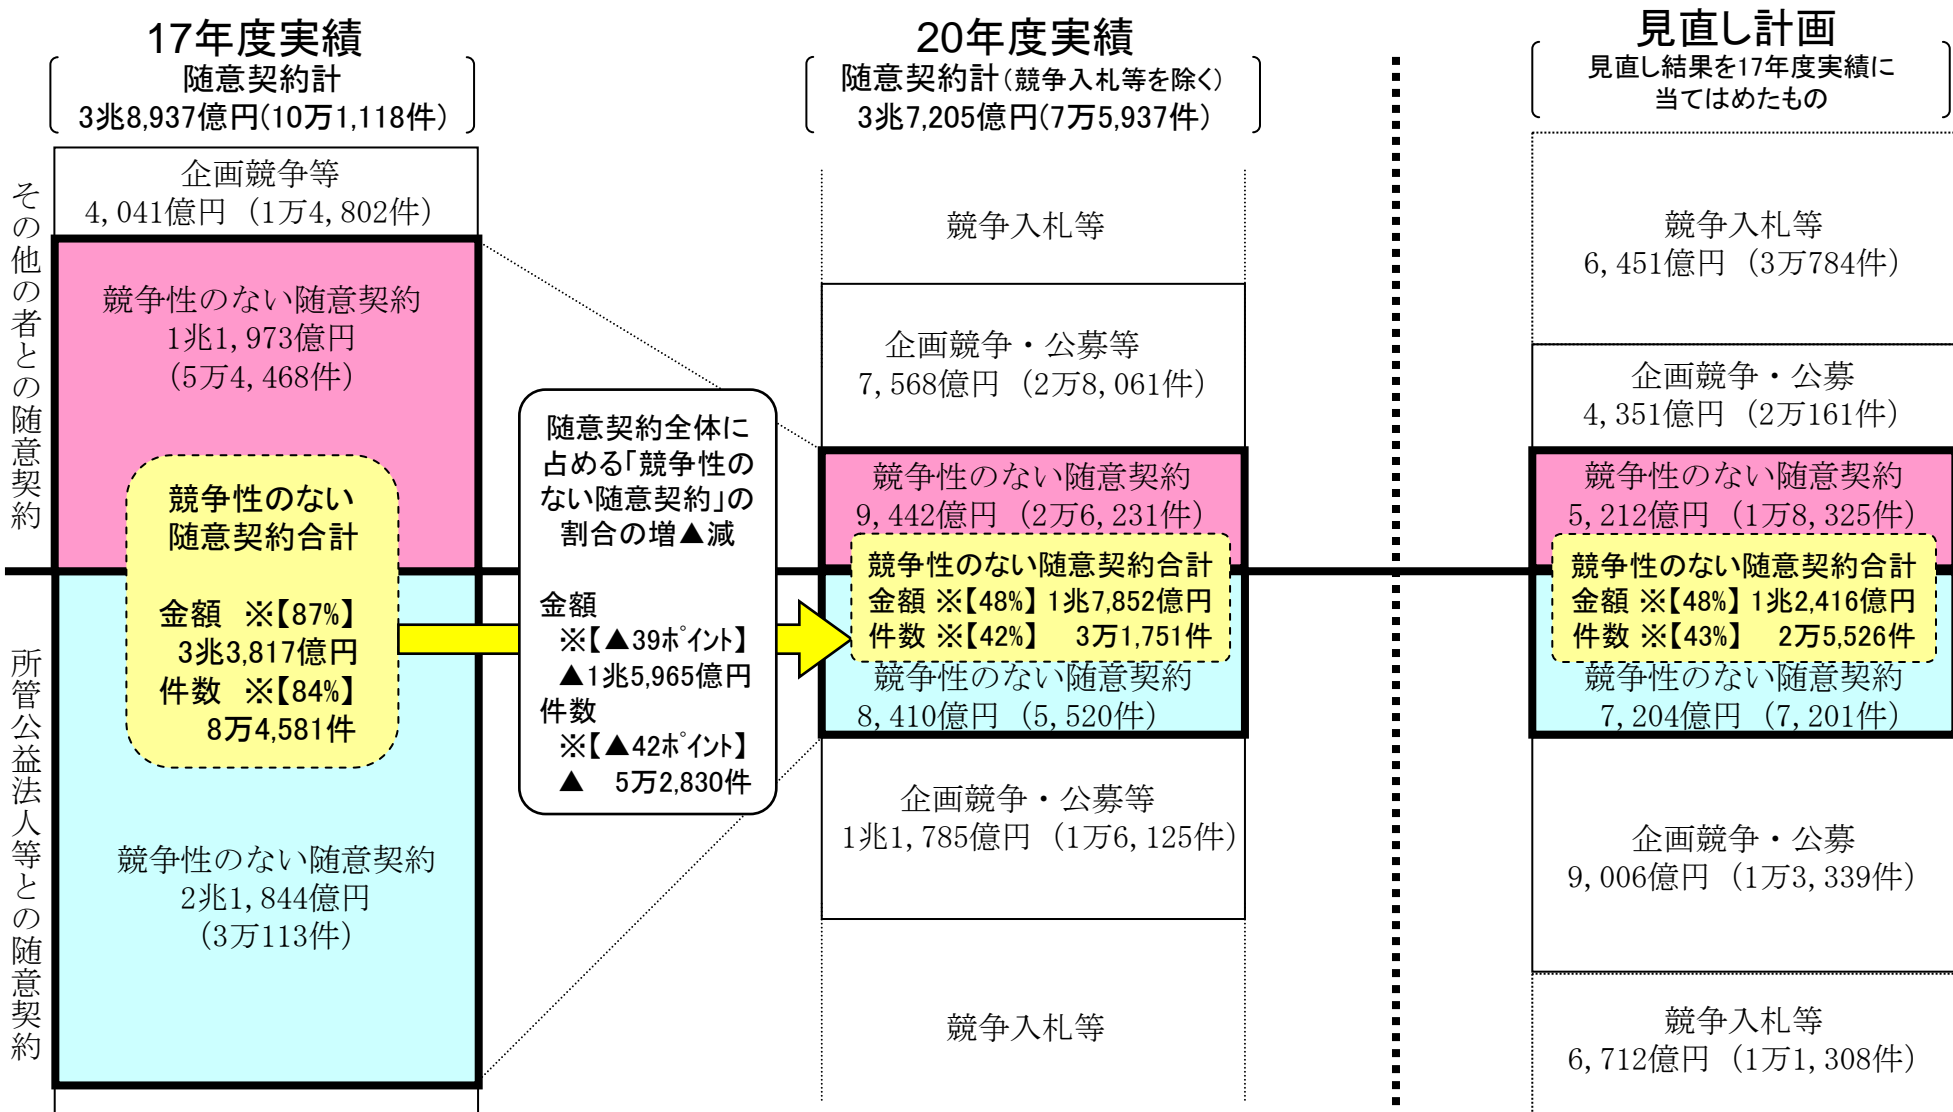 17年度実績
随意契約計
3兆8,937億円(10万1,118件)
その他の者との随意契約
所管公益法人等との随意契約
企画競争等
4,041億円（1万4,802件）
競争性のない随意契約
1兆1,973億円
（5万4,468件）
競争性のない
随意契約合計
金額 ※【87%】
3兆3,817億円
件数 ※【84%】
8万4,581件
競争性のない随意契約
2兆1,844億円
（3万113件）
随意契約全体に
占める「競争性の
ない随意契約」の
割合の増▲減
金額
※【▲39ポイント】
▲1兆5,965億円
件数
※【▲42ポイント】
▲ 5万2,830件
20年度実績
随意契約計（競争入札等を除く）
3兆7,205億円(7万5,937件)
競争入札等
企画競争・公募等
7,568億円（2万8,061件）
競争性のない随意契約
9,442億円（2万6,231件）
競争性のない随意契約合計
金額 ※【48%】 1兆7,852億円
件数 ※【42%】 3万1,751件
競争性のない随意契約
8,410億円（5,520件）
企画競争・公募等
1兆1,785億円（1万6,125件）
競争入札等
見直し計画
見直し結果を17年度実績に
当てはめたもの
競争入札等
6,451億円（3万784件）
企画競争・公募
4,351億円（2万161件）
競争性のない随意契約
5,212億円（1万8,325件）
競争性のない随意契約合計
金額 ※【48%】 1兆2,416億円
件数 ※【43%】 2万5,526件
競争性のない随意契約
7,204億円（7,201件）
企画競争・公募
9,006億円（1万3,339件）
競争入札等
6,712億円（1万1,308件）